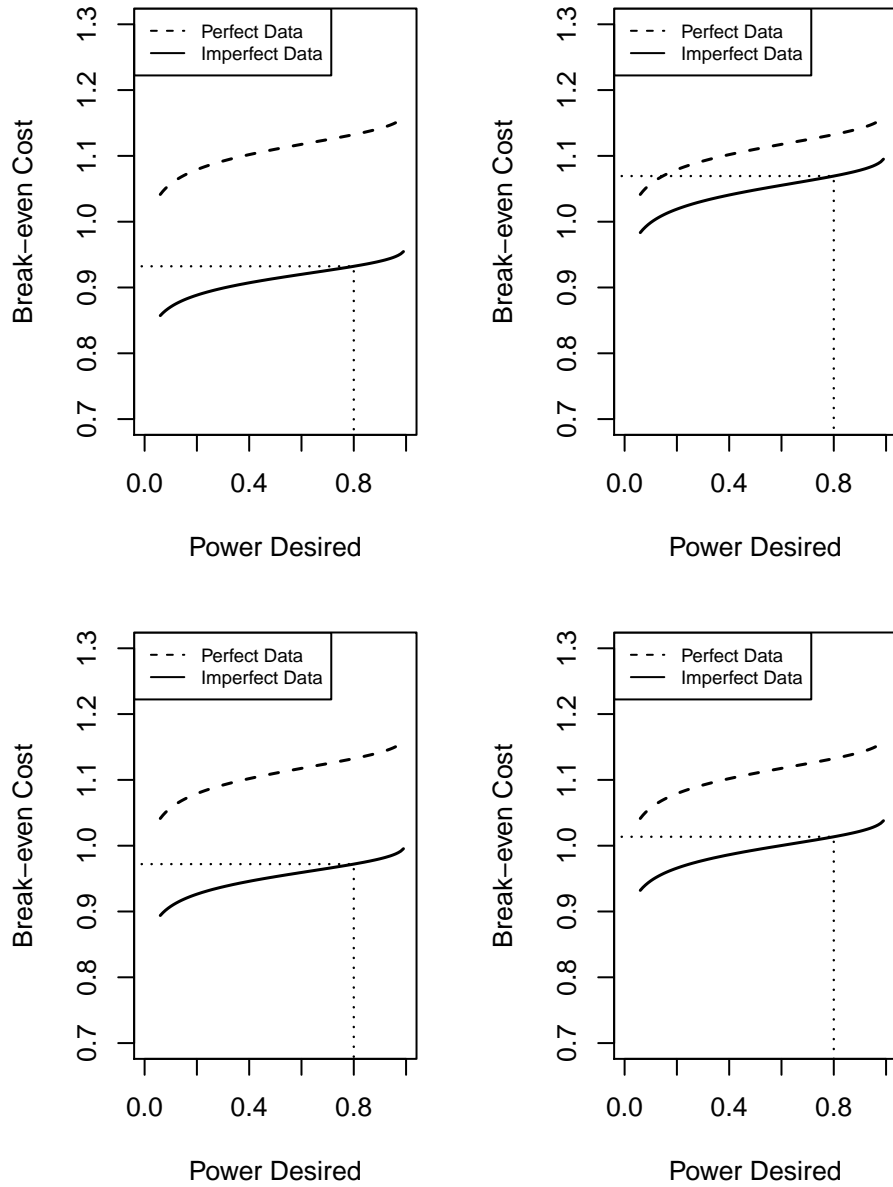 Perfect Data
Imperfect Data
Break−even Cost
0.7 0.8 0.9 1.0 1.1 1.2 1.3
0.0 0.4 0.8
Power Desired
Perfect Data
Imperfect Data
Break−even Cost
0.7 0.8 0.9 1.0 1.1 1.2 1.3
0.0 0.4 0.8
Power Desired
Perfect Data
Imperfect Data
Break−even Cost
0.7 0.8 0.9 1.0 1.1 1.2 1.3
0.0 0.4 0.8
Power Desired
Perfect Data
Imperfect Data
Break−even Cost
0.7 0.8 0.9 1.0 1.1 1.2 1.3
0.0 0.4 0.8
Power Desired